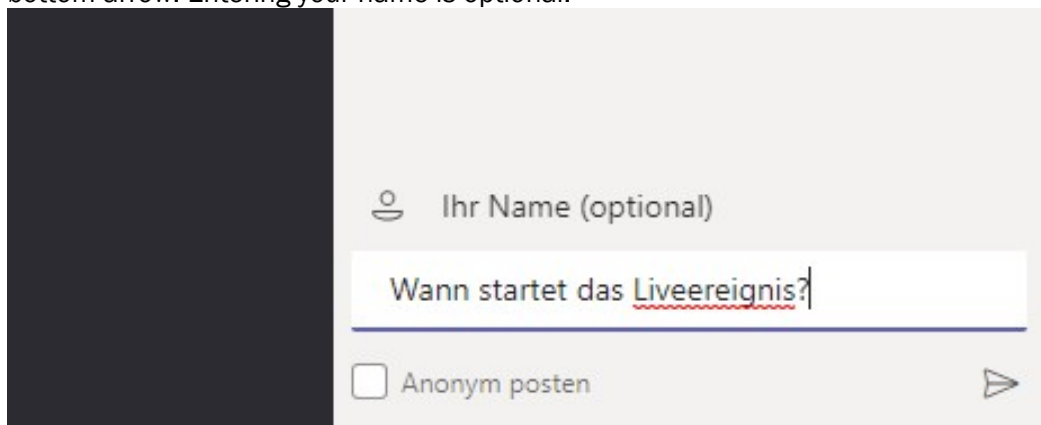 bottom arrow. Entering your name is optional.
Ihr Name (optional)
Wann startet das Liveereignis?
Anonym posten